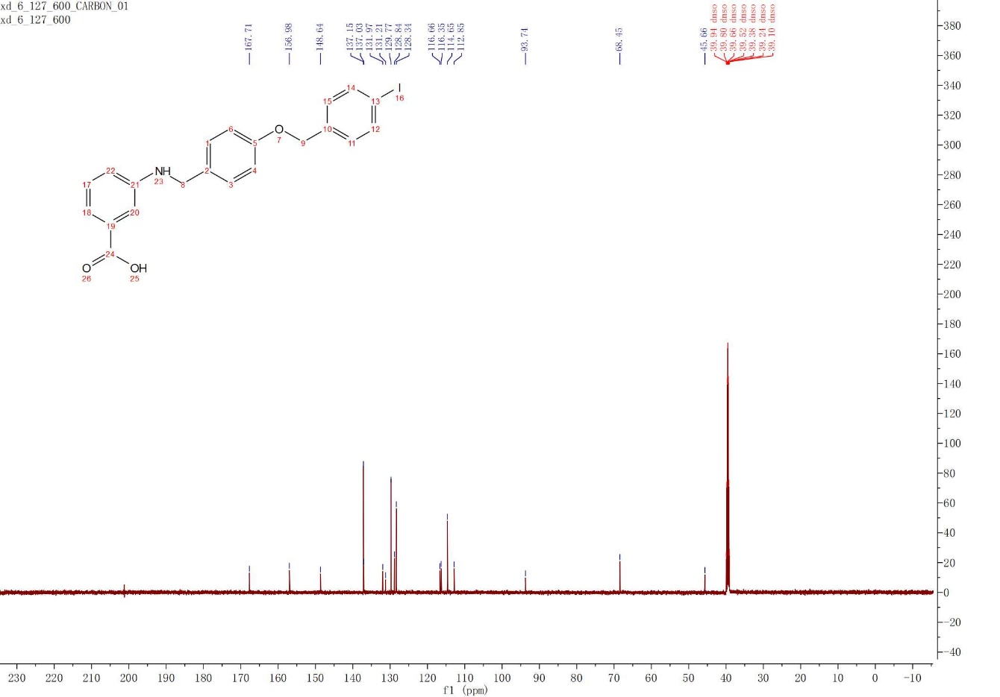 xd_6_127_600_CARBON_01
xd_6_127_600
167.71
156.98
148.64
137.15
137.03
131.97
131.21
129.77
128.84
128.34
116.66
116.35
114.65
112.85
93.74
68.45
45.66
39.94 dmso
39.80 dmso
39.66 dmso
39.52 dmso
39.38 dmso
39.24 dmso
39.10 dmso
14 I
15 13 16
6 O 10 12
1 5 7 9 11
22 NH 2 4
17 21 23 8 3
18 20
19
24
O OH
26 25
380
360
340
320
300
280
260
240
220
200
180
160
140
120
100
80
60
40
20
0
-20
-40
230 220 210 200 190 180 170 160 150 140 130 120 110 100 90 80 70 60 50 40 30 20 10 0 -10
f1 (ppm)